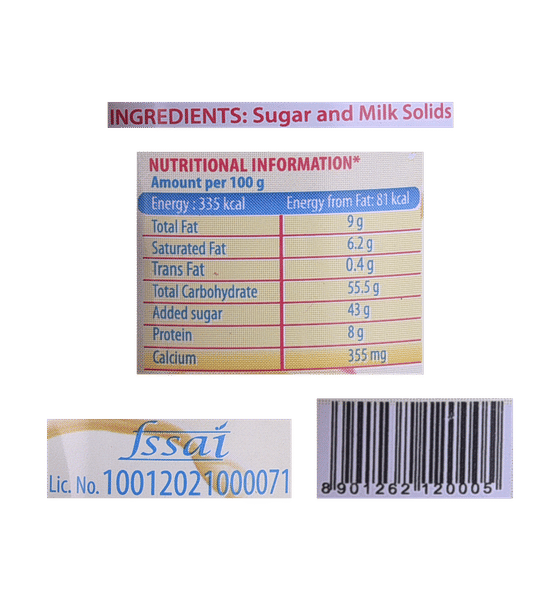 INGREDIENTS: Sugar and Milk Solids
NUTRITIONAL INFORMATION*
Amount per 100 g
Energy : 335 kcal Energy from Fat: 81 kcal
Total Fat 9 g
Saturated Fat 6.2 g
Trans Fat 0.4 g
Total Carbohydrate 55.5 g
Added sugar 43 g
Protein 8 g
Calcium 355 mg
fssai
Lic. No. 10012021000071
8 901262 120005